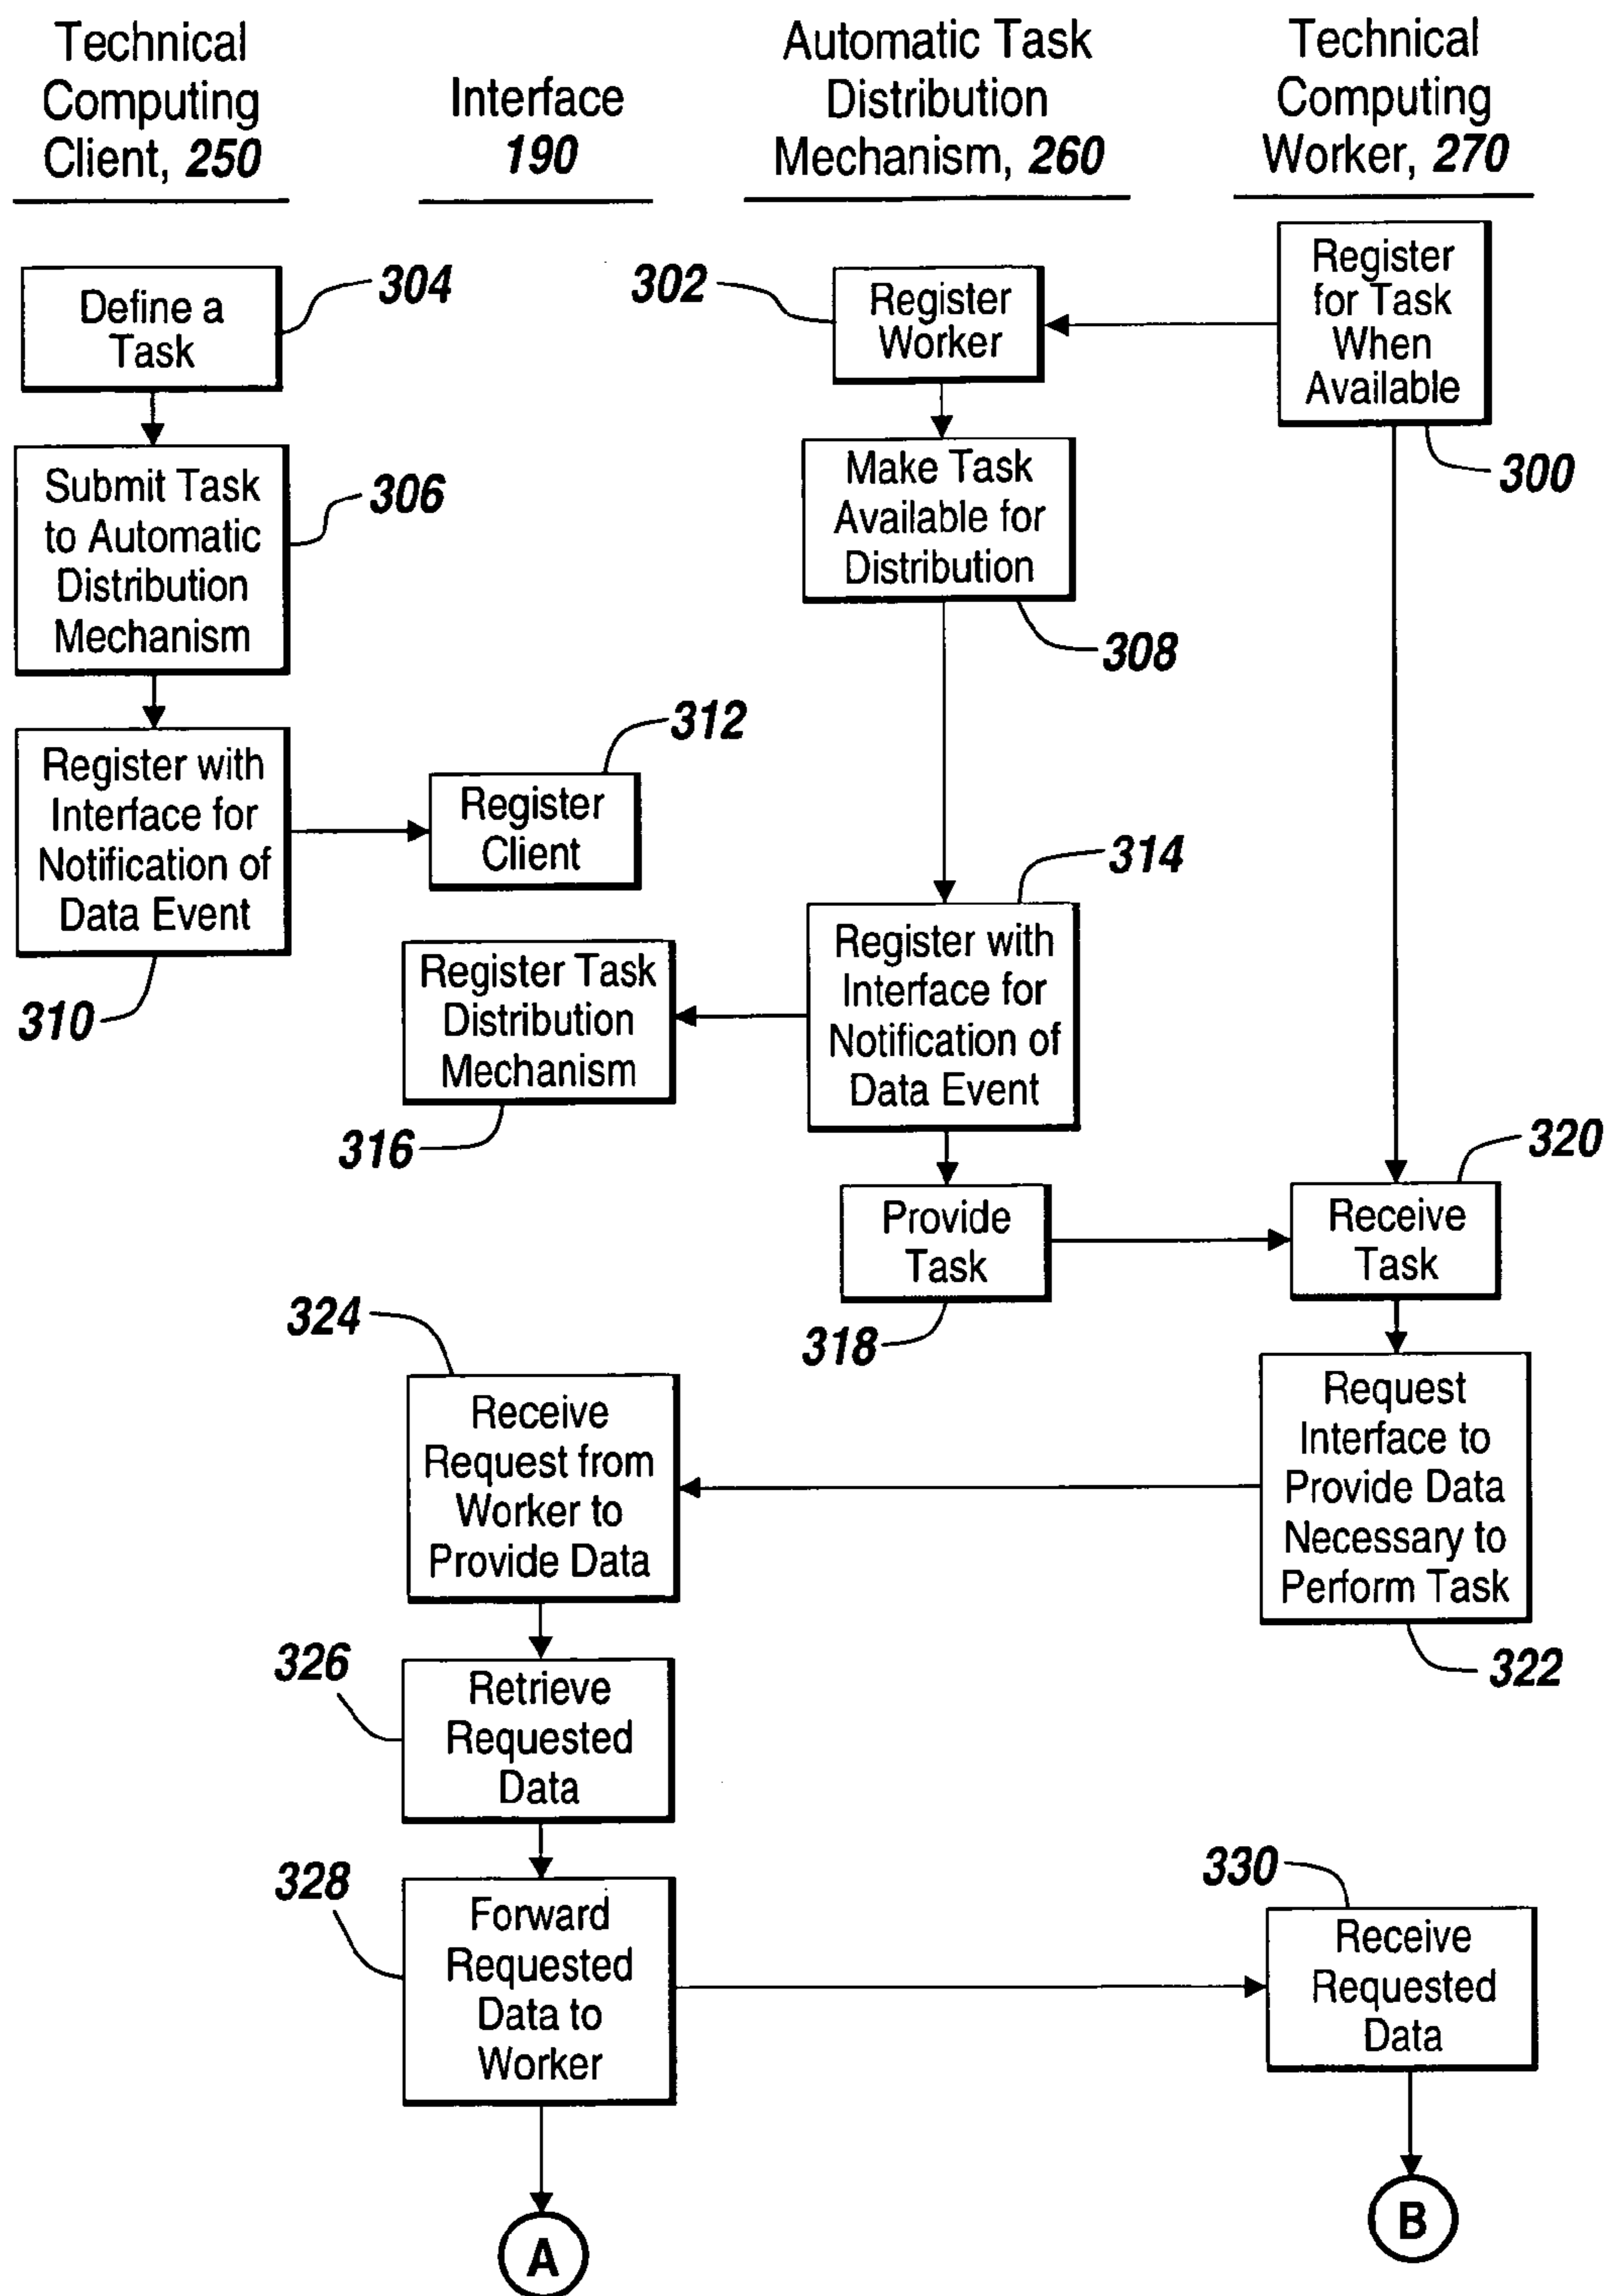 Technical
Computing
Client, 250
Interface
190
Automatic Task
Distribution
Mechanism, 260
Technical
Computing
Worker, 270
Define a
Task
304
302
Register
Worker
Register
for Task
When
Available
300
Submit Task
to Automatic
Distribution
Mechanism
306
Make Task
Available for
Distribution
308
Register with
Interface for
Notification of
Data Event
310
312
Register
Client
314
Register with
Interface for
Notification of
Data Event
Register Task
Distribution
Mechanism
316
Provide
Task
318
320
Receive
Task
324
Receive
Request from
Worker to
Provide Data
Request
Interface to
Provide Data
Necessary to
Perform Task
322
326
Retrieve
Requested
Data
328
Forward
Requested
Data to
Worker
330
Receive
Requested
Data
A
B